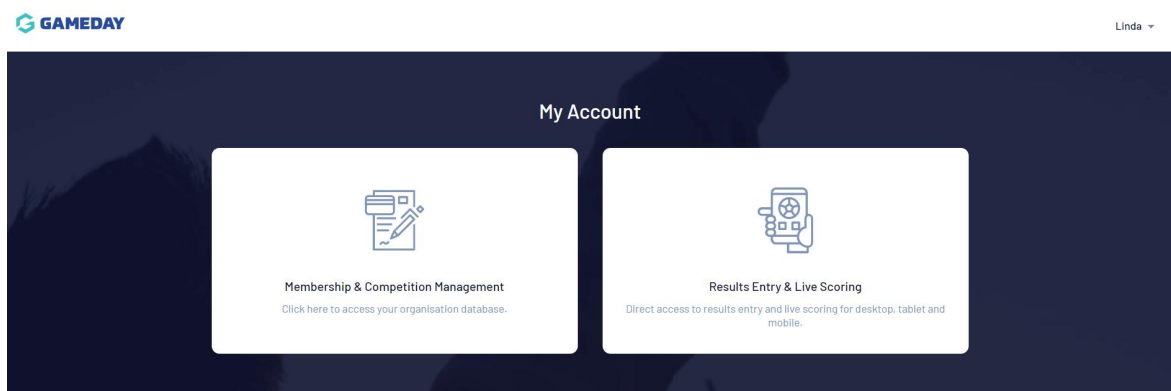 GAMEDAY
Linda
My Account
Membership & Competition Management
Click here to access your organisation database.
Results Entry & Live Scoring
Direct access to results entry and live scoring for desktop, tablet and
mobile.